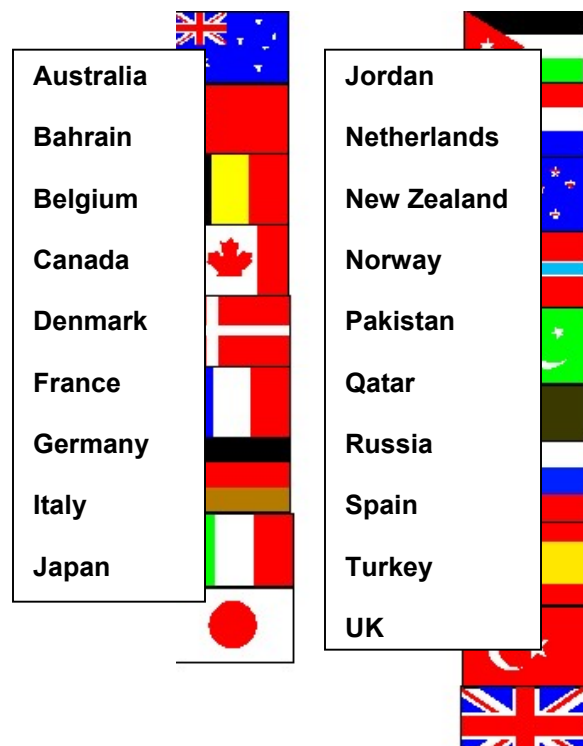 Australia
Bahrain
Belgium
Canada
Denmark
France
Germany
Italy
Japan
Jordan
Netherlands
New Zealand
Norway
Pakistan
Qatar
Russia
Spain
Turkey
UK